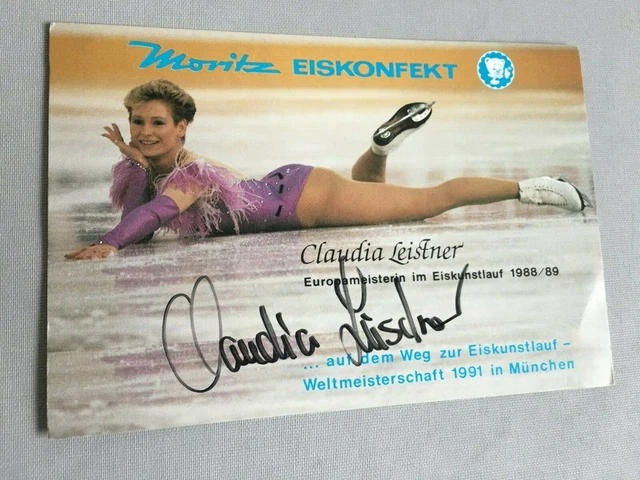 Moritz EISKONFEKT
Claudia Leistner
Europameisterin im Eiskunstlauf 1988/89
Claudia Leistner
... auf dem Weg zur Eiskunstlauf -
Weltmeisterschaft 1991 in München